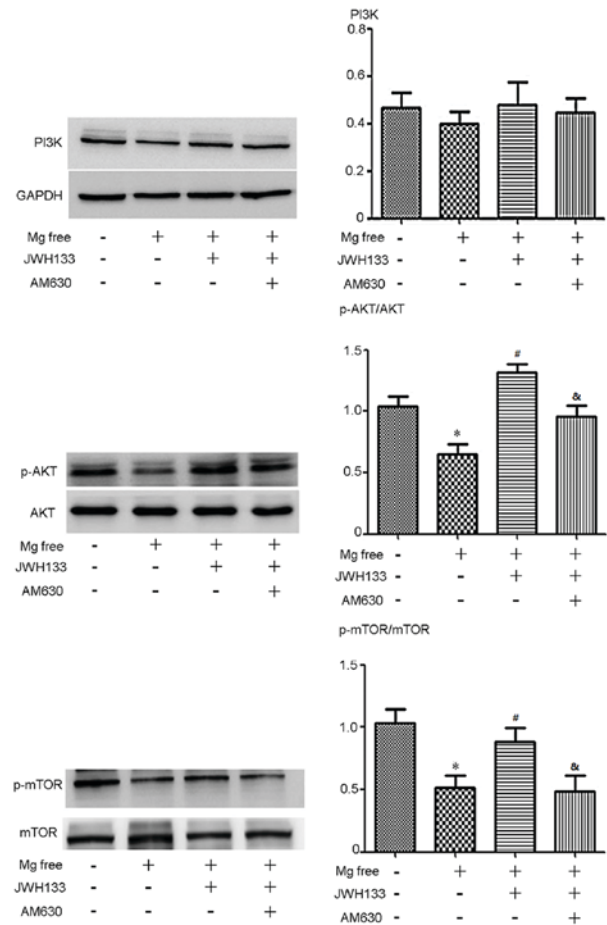 PI3K
GAPDH
Mg free - + + +
JWH133 - - + +
AM630 - - - +
PI3K
0.8
0.6
0.4
0.2
0
Mg free - + + +
JWH133 - - + +
AM630 - - - +
p-AKT
AKT
Mg free - + + +
JWH133 - - + +
AM630 - - - +
p-AKT/AKT
1.5
#
&
1.0
*
0.5
0
Mg free - + + +
JWH133 - - + +
AM630 - - - +
p-mTOR
mTOR
Mg free - + + +
JWH133 - - + +
AM630 - - - +
p-mTOR/mTOR
1.5
#
1.0
* &
0.5
0
Mg free - + + +
JWH133 - - + +
AM630 - - - +